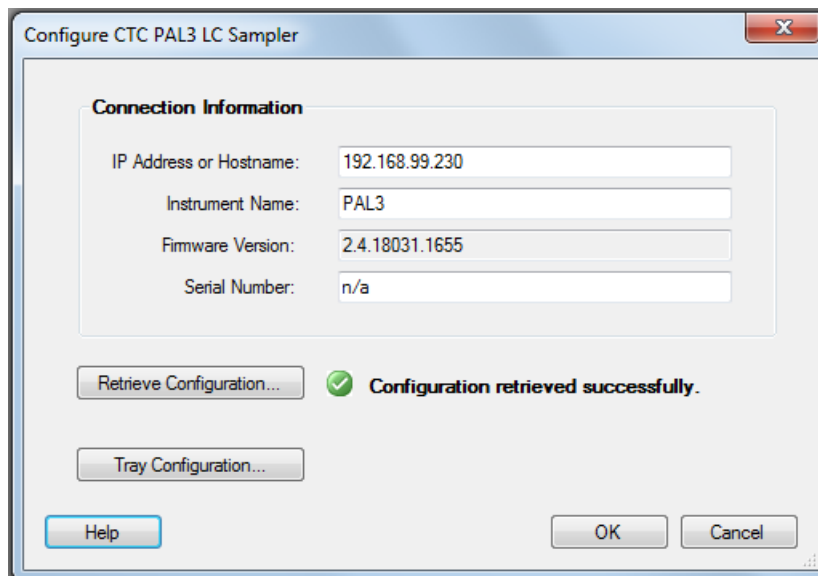 Configure CTC PAL3 LC Sampler
Connection Information
IP Address or Hostname: 192.168.99.230
Instrument Name: PAL3
Firmware Version: 2.4.18031.1655
Serial Number: n/a
Retrieve Configuration... Configuration retrieved successfully.
Tray Configuration...
Help OK Cancel